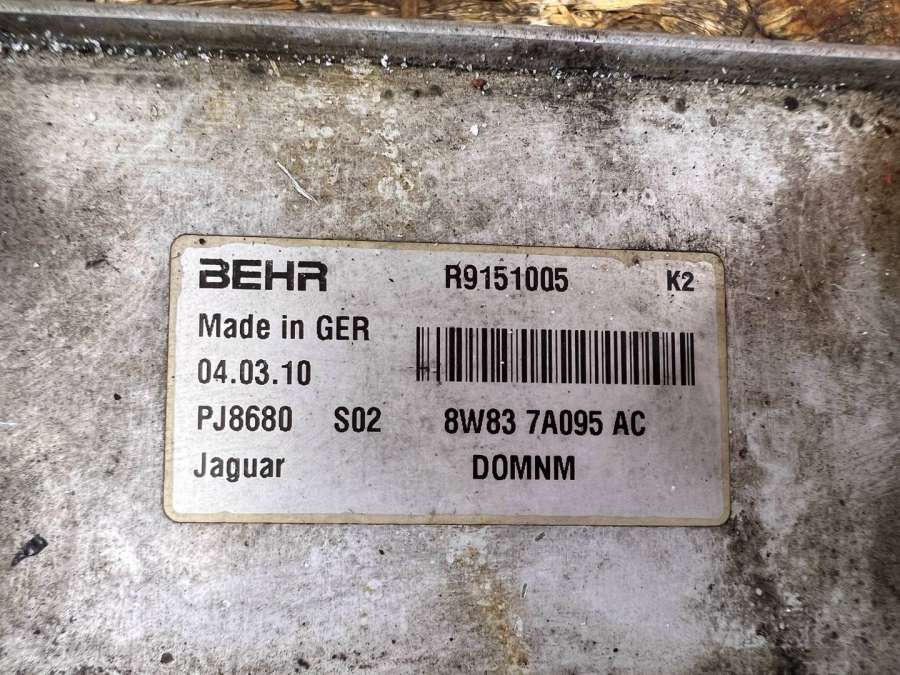 BEHR R9151005 K2
Made in GER
04.03.10
PJ8680 S02 8W83 7A095 AC
Jaguar DOMNM